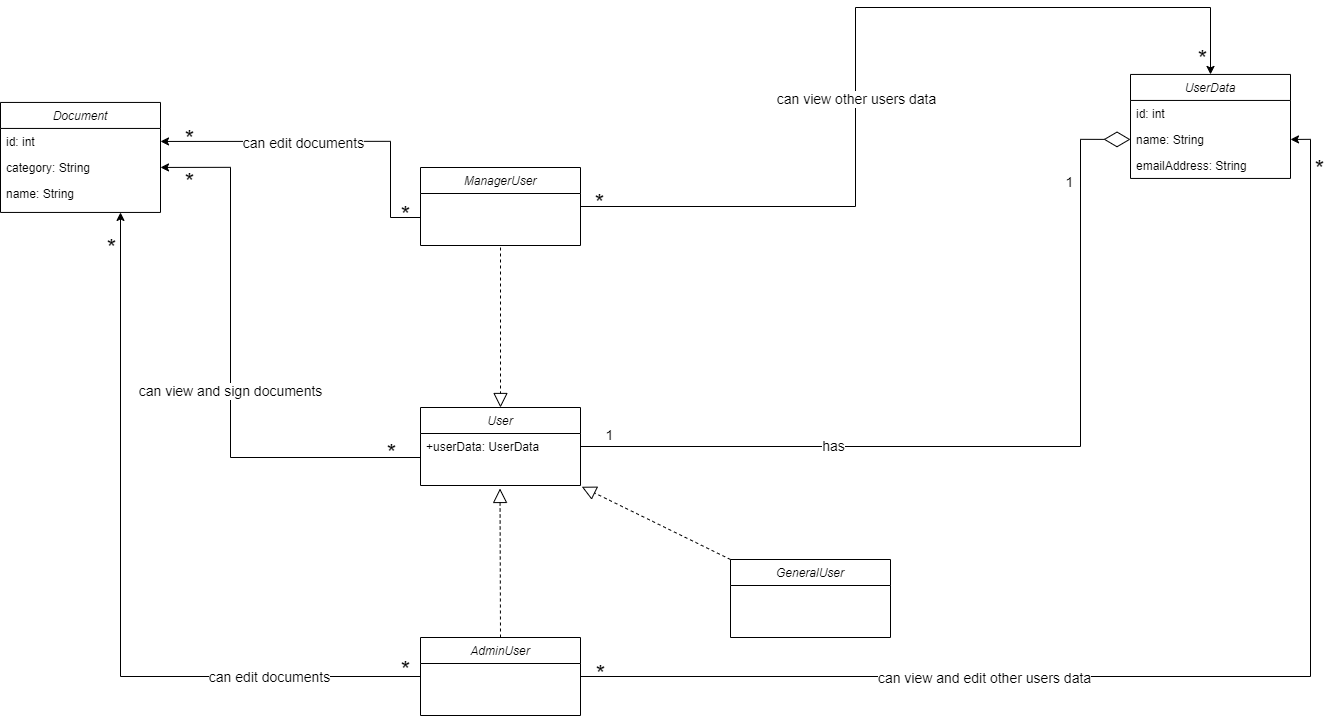 *
UserData
id: int
name: String
emailAddress: String
*
can view other users data
Document
id: int
category: String
name: String
*
can edit documents
*
*
ManagerUser
*
*
1
can view and sign documents
*
User
+userData: UserData
1
has
*
GeneralUser
AdminUser
*
can edit documents
*
can view and edit other users data